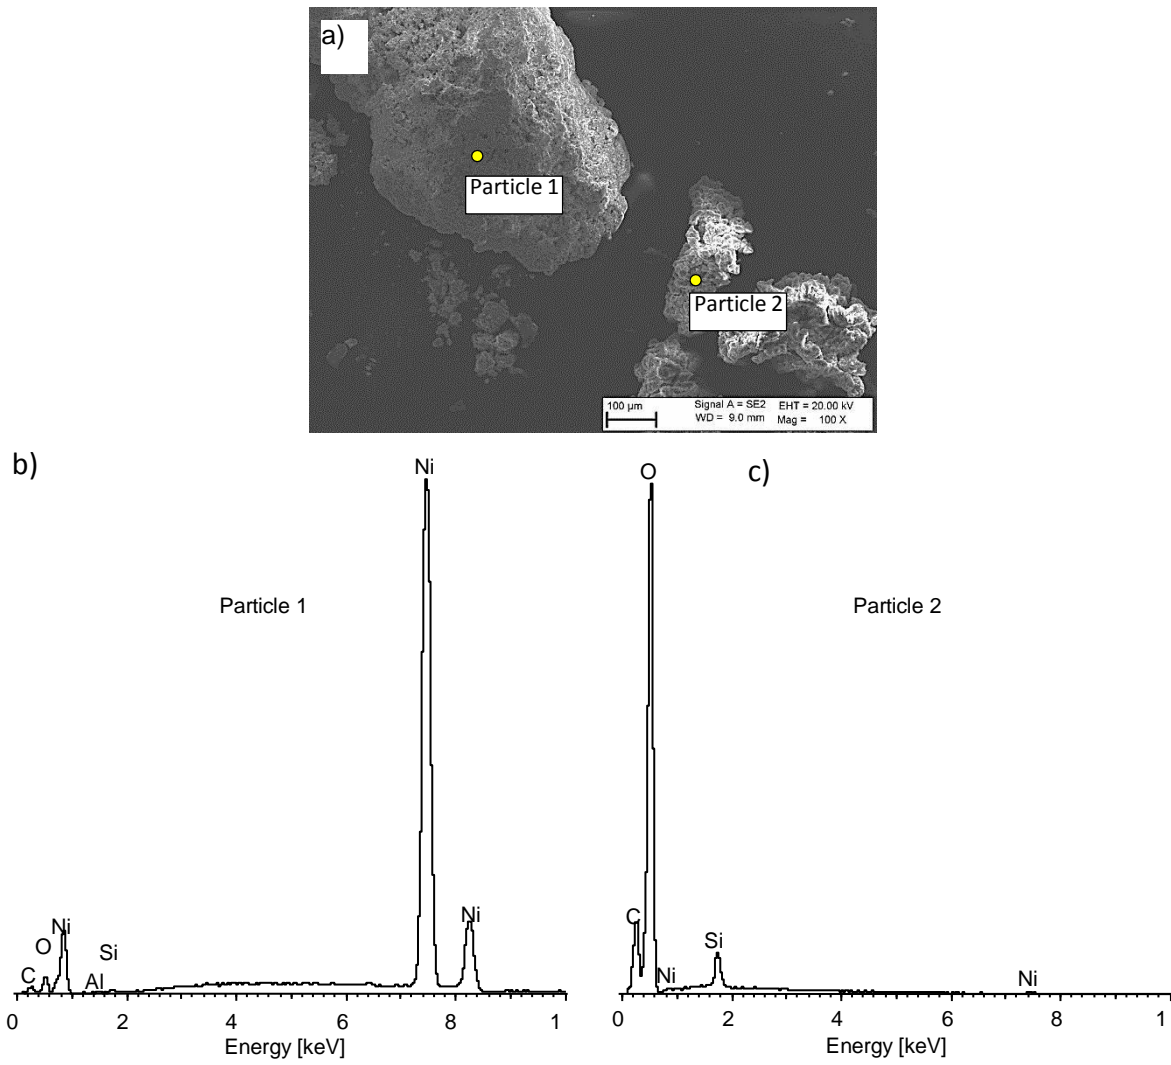 a)
Particle 1
Particle 2
100 µm
Signal A = SE2 EHT = 20.00 kV
WD = 9.0 mm Mag = 100 X
b)
Ni
Particle 1
Ni
Ni
O
Si
C
Al
0 2 4 6 8 1
Energy [keV]
c)
O
Particle 2
C
Si
Ni
Ni
0 2 4 6 8 1
Energy [keV]